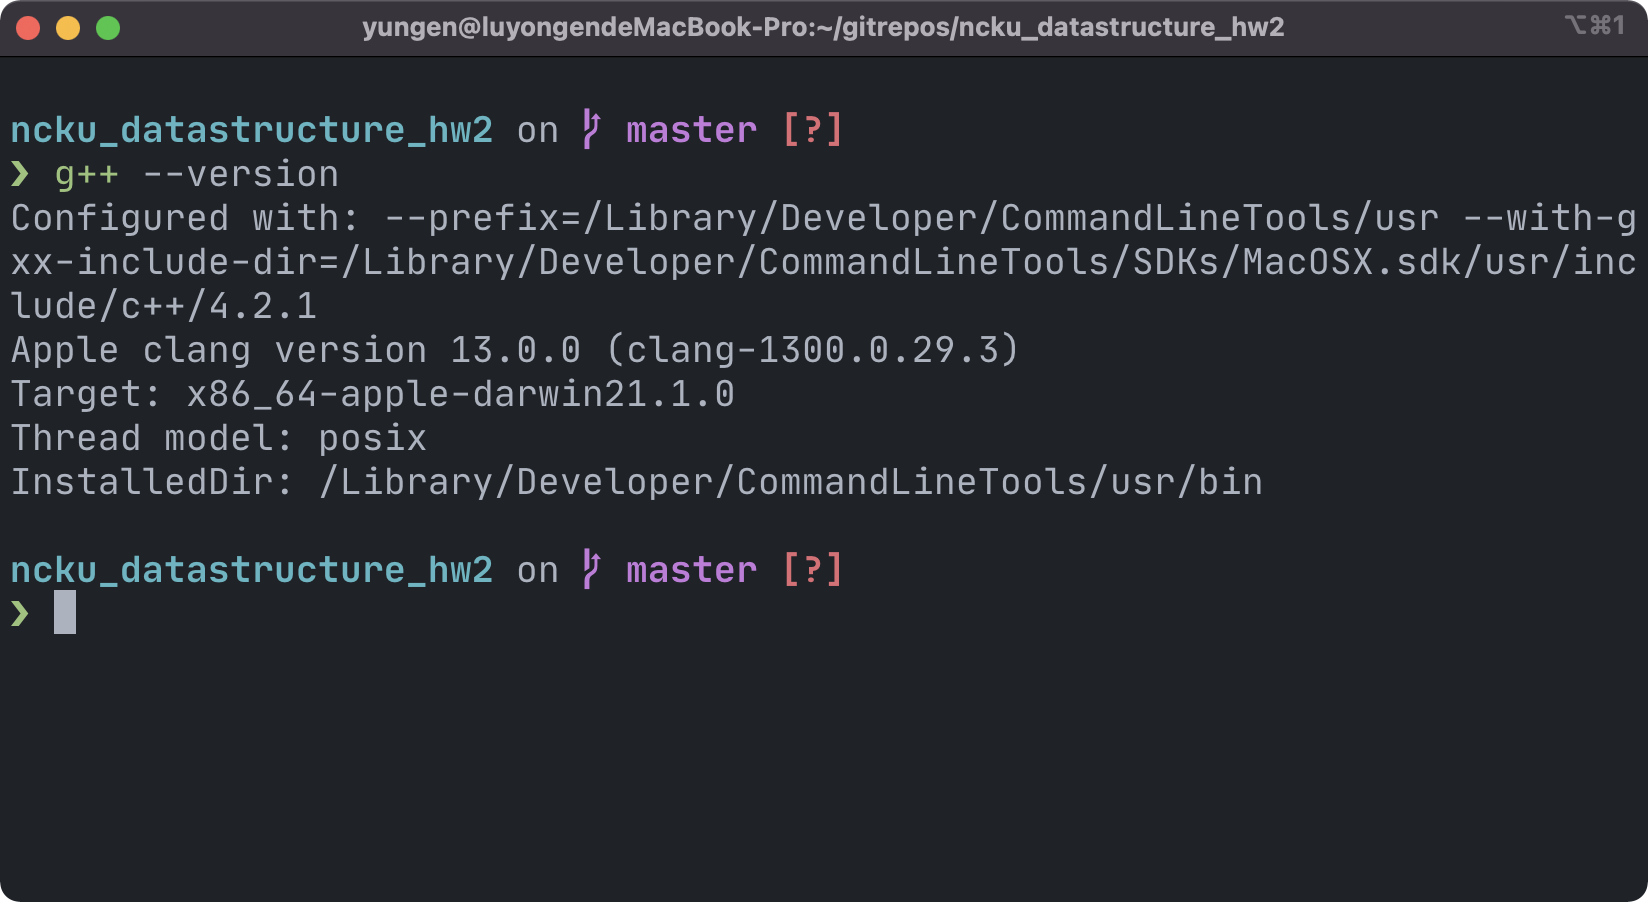 yungen@luyongendeMacBook-Pro:~/gitrepos/ncku_datastructure_hw2 ⌥⌘1
ncku_datastructure_hw2 on master [?]
❯ g++ --version
Configured with: --prefix=/Library/Developer/CommandLineTools/usr --with-g
xx-include-dir=/Library/Developer/CommandLineTools/SDKs/MacOSX.sdk/usr/inc
lude/c++/4.2.1
Apple clang version 13.0.0 (clang-1300.0.29.3)
Target: x86_64-apple-darwin21.1.0
Thread model: posix
InstalledDir: /Library/Developer/CommandLineTools/usr/bin
ncku_datastructure_hw2 on master [?]
❯